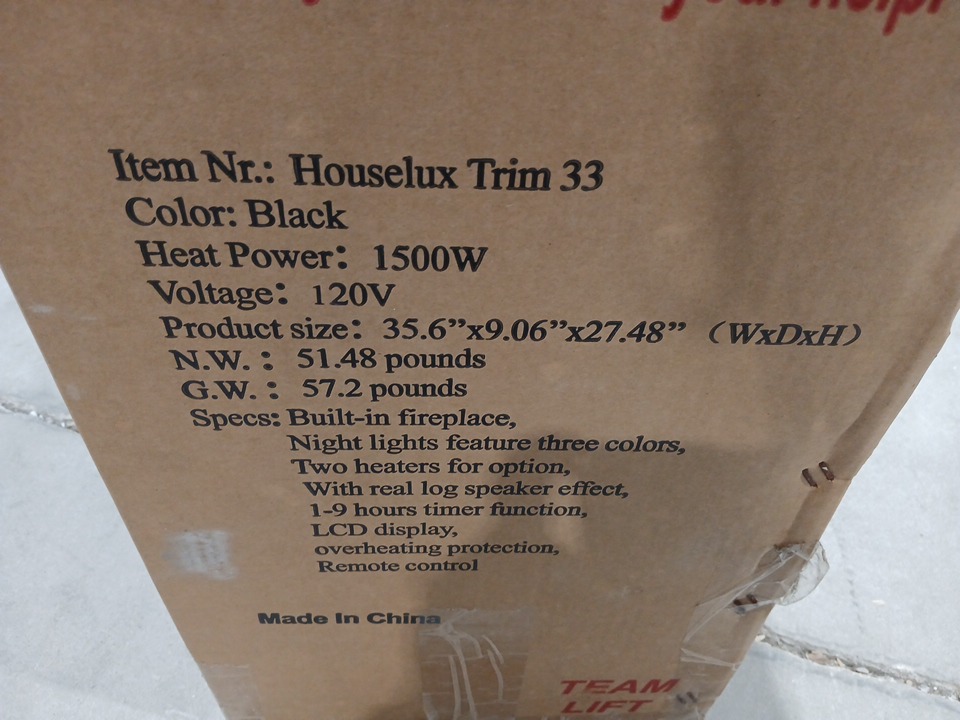 your help!
Item Nr.: Houselux Trim 33
Color: Black
Heat Power: 1500W
Voltage: 120V
Product size: 35.6”x9.06”x27.48” (WxDxH)
N.W. : 51.48 pounds
G.W. : 57.2 pounds
Specs: Built-in fireplace,
Night lights feature three colors,
Two heaters for option,
With real log speaker effect,
1-9 hours timer function,
LCD display,
overheating protection,
Remote control
Made In China
TEAM
LIFT